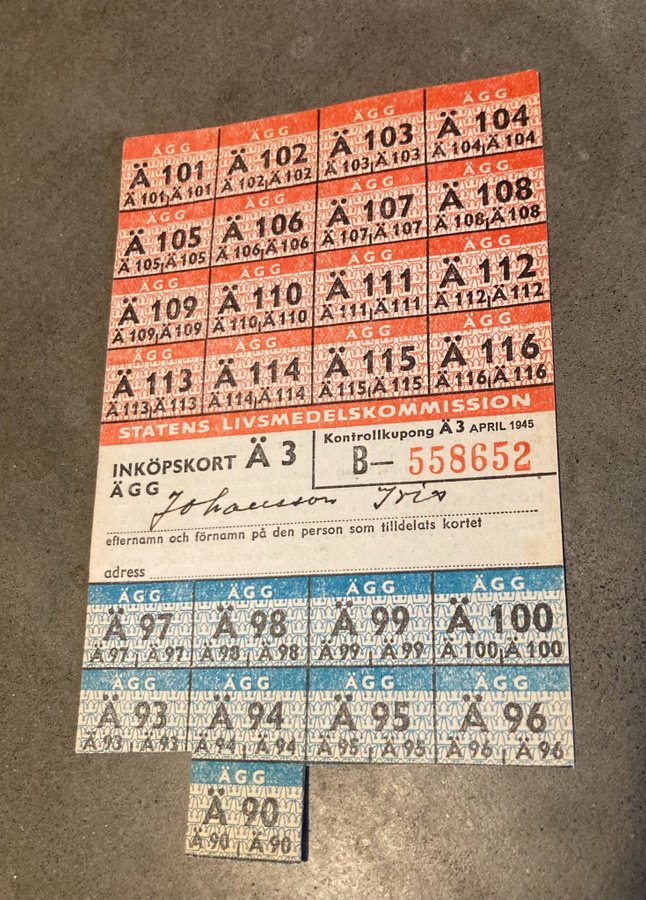 ÄGG ÄGG ÄGG ÄGG
Ä 101 Ä 102 Ä 103 Ä 104
Ä 101 Ä 101 Ä 102 Ä 102 Ä 103 Ä 103 Ä 104 Ä 104
ÄGG ÄGG ÄGG ÄGG
Ä 105 Ä 106 Ä 107 Ä 108
Ä 105 Ä 105 Ä 106 Ä 106 Ä 107 Ä 107 Ä 108 Ä 108
ÄGG ÄGG ÄGG ÄGG
Ä 109 Ä 110 Ä 111 Ä 112
Ä 109 Ä 109 Ä 110 Ä 110 Ä 111 Ä 111 Ä 112 Ä 112
ÄGG ÄGG ÄGG ÄGG
Ä 113 Ä 114 Ä 115 Ä 116
Ä 113 Ä 113 Ä 114 Ä 114 Ä 115 Ä 115 Ä 116 Ä 116
STATENS LIVSMEDELSKOMMISSION
INKÖPSKORT Ä 3
ÄGG
Kontrollkupong Ä 3 APRIL 1945
B— 558652
Johansson Iris
efternamn och förnamn på den person som tilldelats kortet
adress
ÄGG ÄGG ÄGG ÄGG
Ä 97 Ä 98 Ä 99 Ä 100
Ä 97 Ä 97 Ä 98 Ä 98 Ä 99 Ä 99 Ä 100 Ä 100
ÄGG ÄGG ÄGG ÄGG
Ä 93 Ä 94 Ä 95 Ä 96
Ä 93 Ä 93 Ä 94 Ä 94 Ä 95 Ä 95 Ä 96 Ä 96
ÄGG
Ä 90
Ä 90 Ä 90